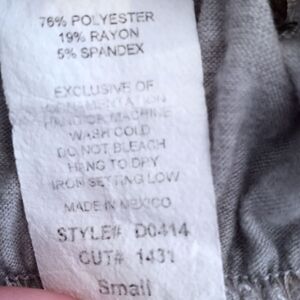 76% POLYESTER
19% RAYON
5% SPANDEX
EXCLUSIVE OF
ORNAMENTATION
HAND OR MACHINE
WASH COLD
DO NOT BLEACH
HANG TO DRY
IRON SETTING LOW
MADE IN MEXICO
STYLE# D0414
CUT# 1431
Small